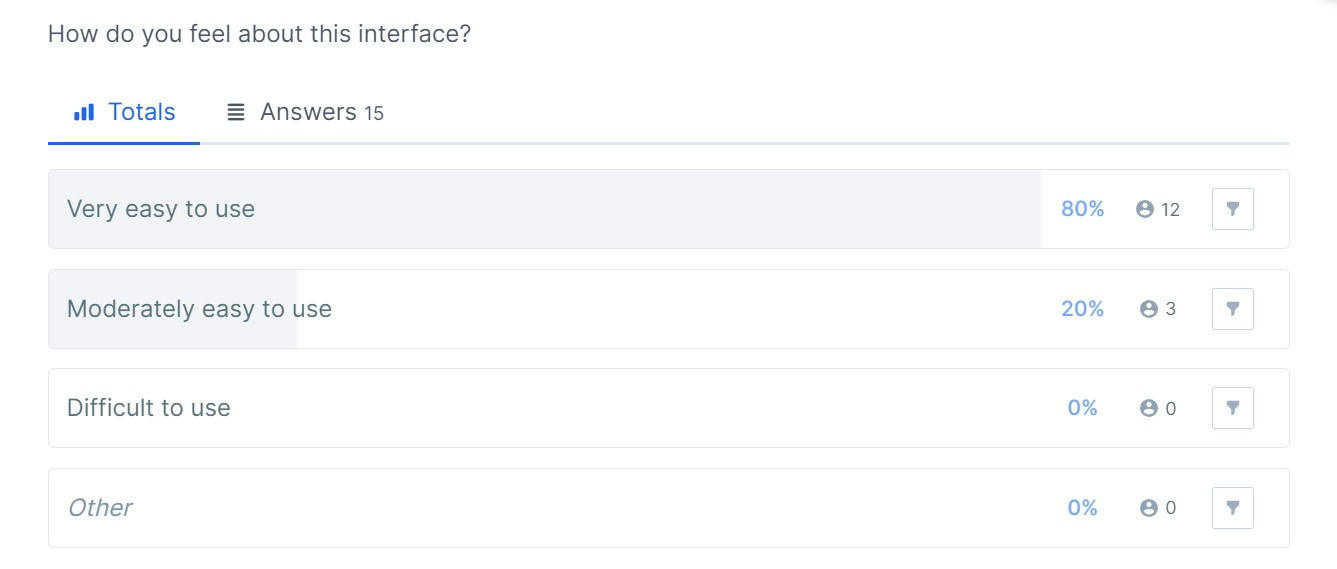 How do you feel about this interface?
Totals Answers 15
Very easy to use 80% 12
Moderately easy to use 20% 3
Difficult to use 0% 0
Other 0% 0